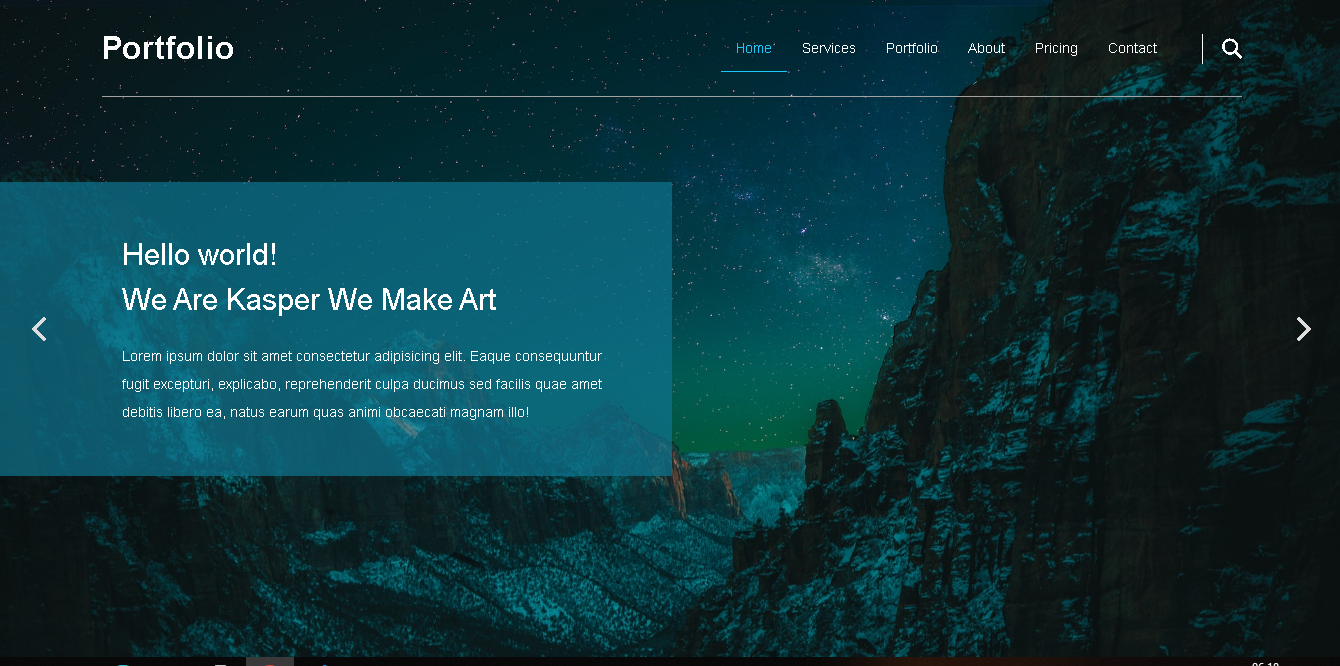 Portfolio
Home Services Portfolio About Pricing Contact
Hello world!
We Are Kasper We Make Art
Lorem ipsum dolor sit amet consectetur adipisicing elit. Eaque consequuntur
fugit excepturi, explicabo, reprehenderit culpa ducimus sed facilis quae amet
debitis libero ea, natus earum quas animi obcaecati magnam illo!